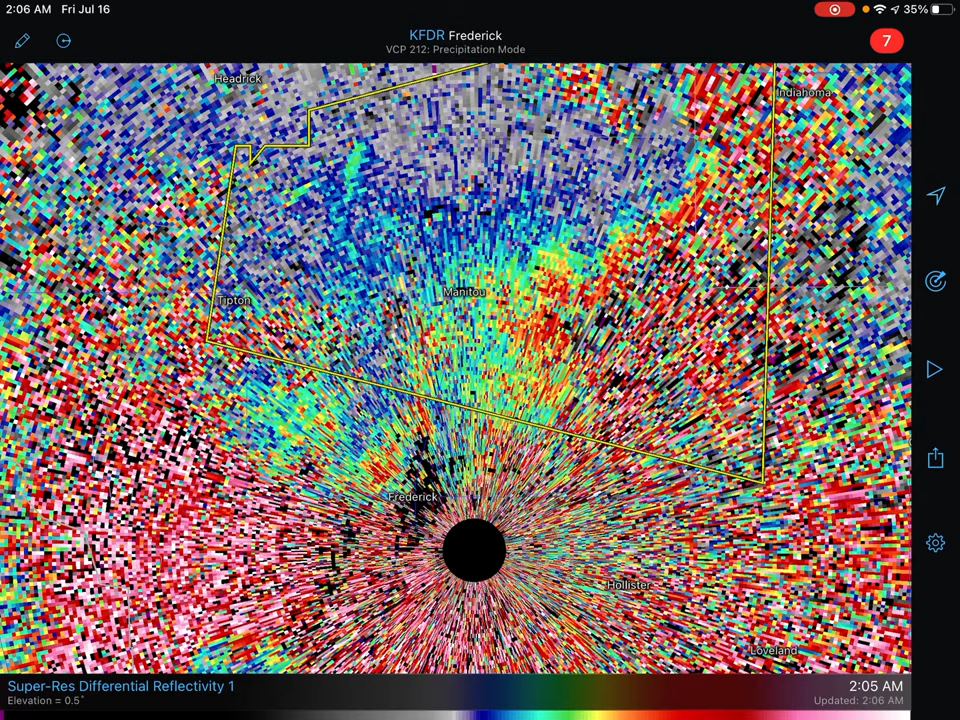 2:06 AM Fri Jul 16
35%
KFDR Frederick
VCP 212: Precipitation Mode
7
Headrick
Indiahoma
Tipton
Manitou
Frederick
Hollister
Loveland
Super-Res Differential Reflectivity 1
Elevation = 0.5°
2:05 AM
Updated: 2:06 AM